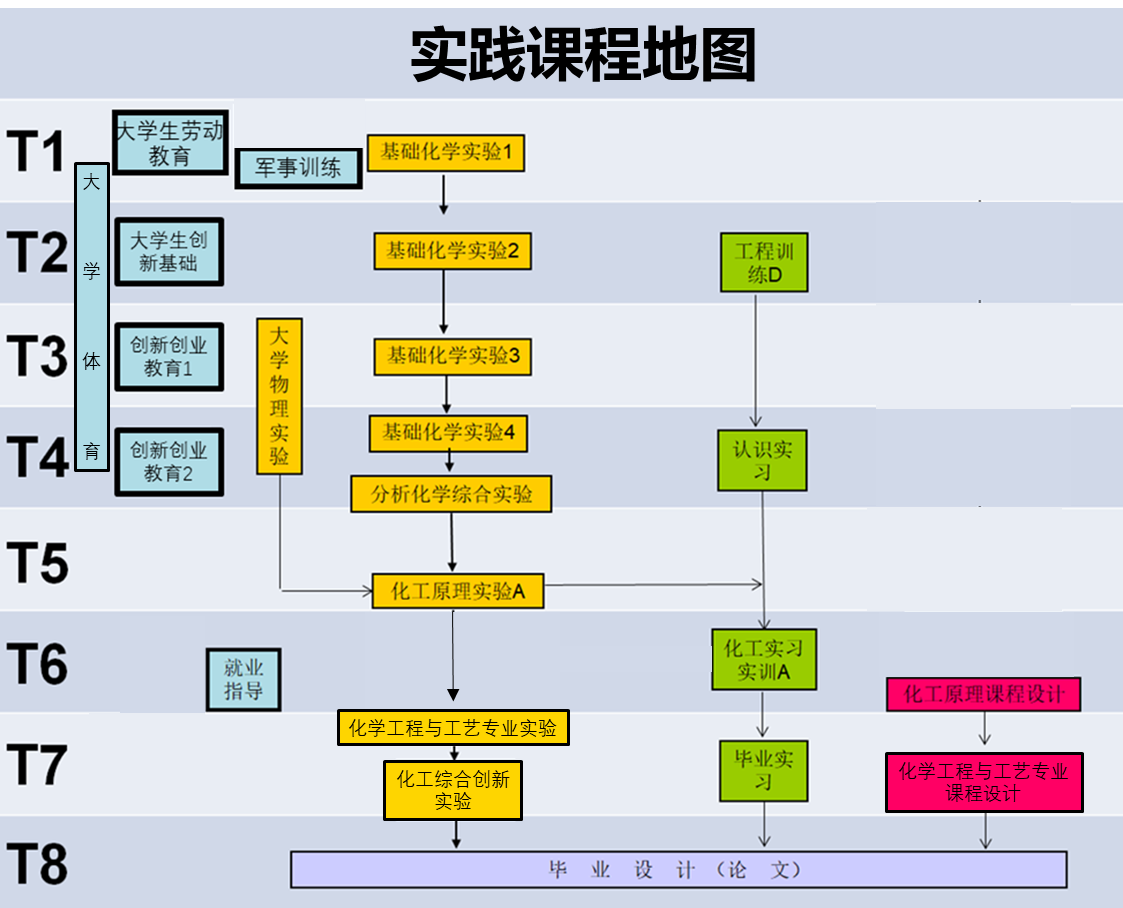 实践课程地图
T1
大学生劳动
教育
军事训练
基础化学实验1
大学体育
T2
大学生创
新基础
基础化学实验2
工程训
练D
T3
创新创业
教育1
大学物理实验
基础化学实验3
T4
创新创业
教育2
基础化学实验4
认识实
习
分析化学综合实验
T5
化工原理实验A
T6
就业
指导
化工实习
实训A
化工原理课程设计
T7
化学工程与工艺专业实验
化工综合创新
实验
毕业实
习
化学工程与工艺专业
课程设计
T8
毕 业 设 计（论 文）